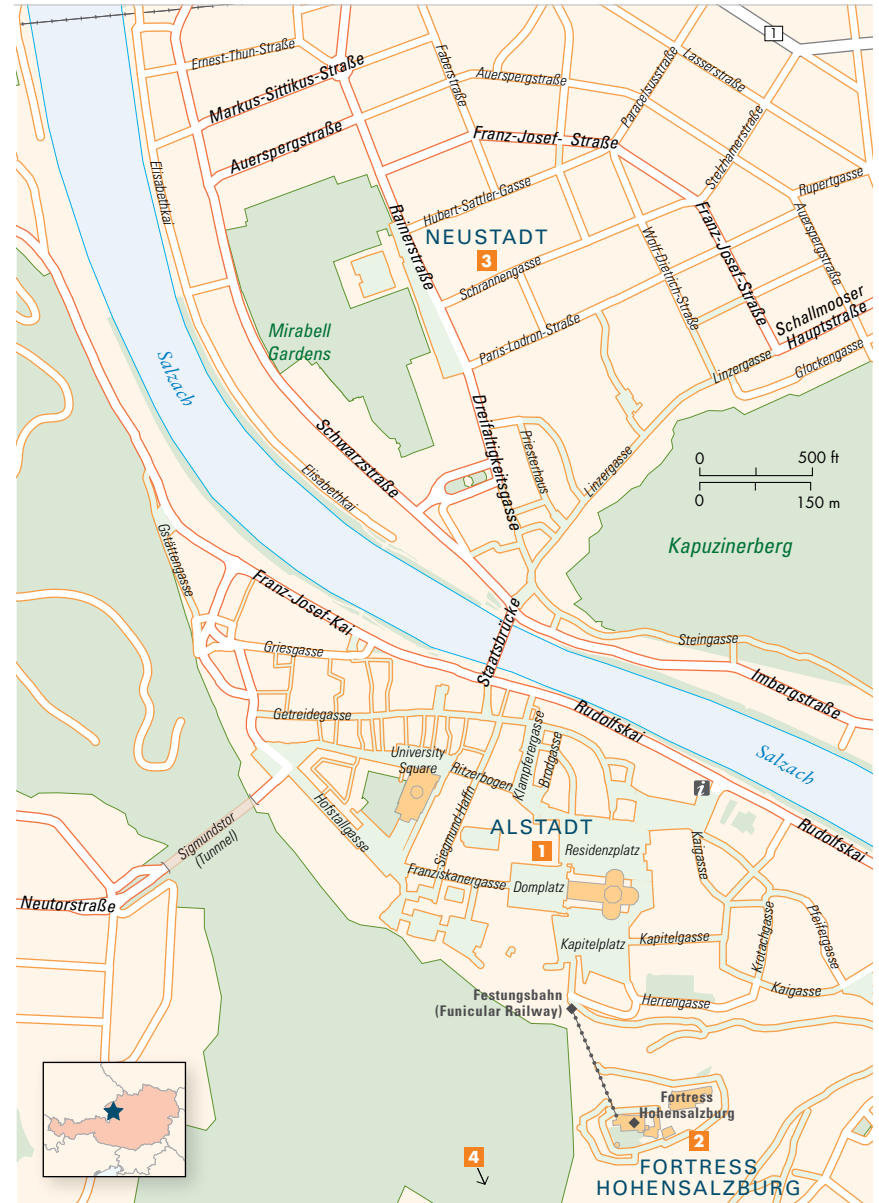 1
Ernest-Thun-Straße
Markus-Sittikus-Straße
Faberstraße
Auerspergstraße
Paracelsusstraße
Lasserstraße
Auerspergstraße
Franz-Josef- Straße
Stelzhamerstraße
Elisabethkai
Rainerstraße
Hubert-Sattler-Gasse
Rupertgasse
NEUSTADT
3
Wolf-Dietrich-Straße
Franz-Josef-Straße
Auerspergstraße
Schrannengasse
Schallmooser
Hauptstraße
Mirabell
Gardens
Salzach
Paris-Lodron-Straße
Linzergasse
Glockengasse
Dreifaltigkeitsgasse
Schwarzstraße
Priesterhaus
Linzergasse
0 500 ft
0 150 m
Elisabethkai
Kapuzinerberg
Gstättengasse
Franz-Josef-Kai
Staatsbrücke
Steingasse
Griesgasse
Imbergstraße
Getreidegasse
Rudolfskai
Salzach
University
Square
Ritzerbogen
Klampferergasse
Brodgasse
i
Hofstallgasse
Siegmund-Haffn
ALSTADT
1
Residenzplatz
Rudolfskai
Sigmundstor
(Tunnnel)
Kaigasse
Franziskanergasse
Domplatz
Neutorstraße
Kapitelplatz
Kapitelgasse
Krotachgasse
Pfeifergasse
Kaigasse
Festungsbahn
(Funicular Railway)
Herrengasse
Fortress
Hohensalzburg
2
FORTRESS
HOHENSALZBURG
4